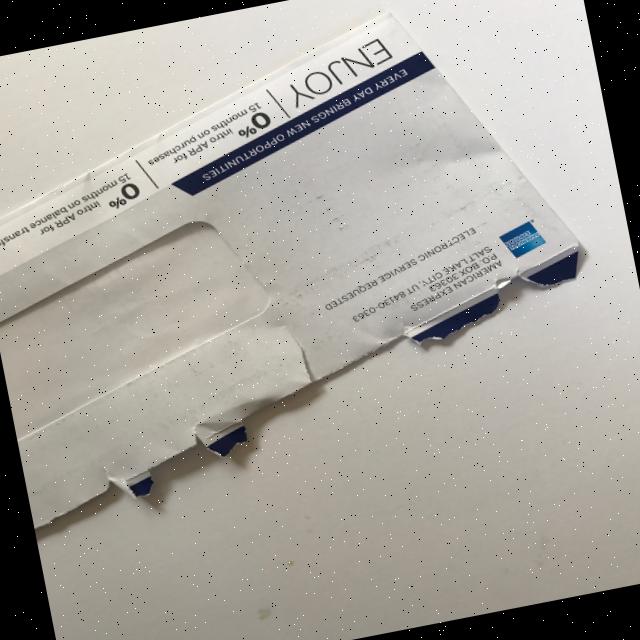 AMERICAN EXPRESS
PO BOX 30363
SALT LAKE CITY, UT 84130-0363
ELECTRONIC SERVICE REQUESTED
EVERY DAY BRINGS NEW OPPORTUNITIES
ENJOY
0%
intro APR for
15 months on purchases
0%
intro APR for
15 months on balance